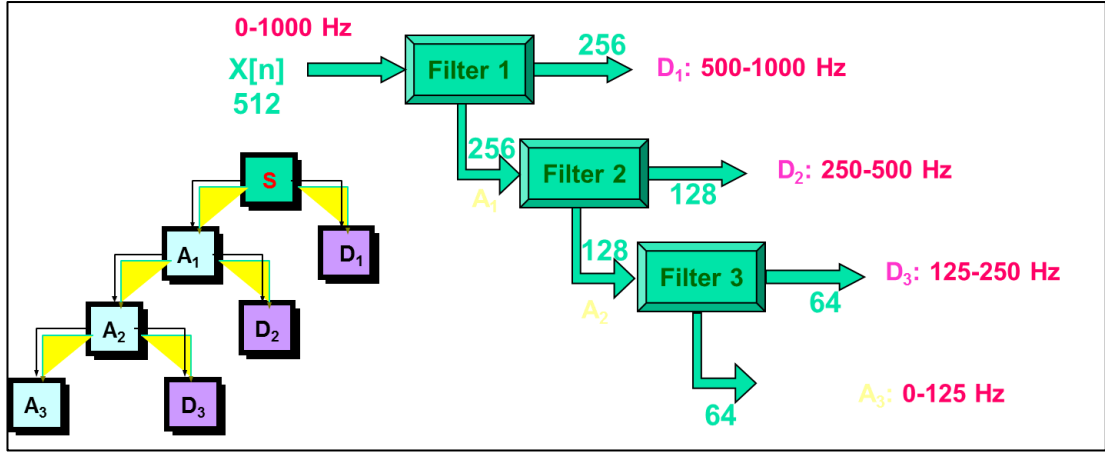 0-1000 Hz
X[n]
512
Filter 1
256
D₁: 500-1000 Hz
256
A₁
Filter 2
128
D₂: 250-500 Hz
128
A₂
Filter 3
64
D₃: 125-250 Hz
64
A₃: 0-125 Hz
S
A₁
D₁
A₂
D₂
A₃
D₃